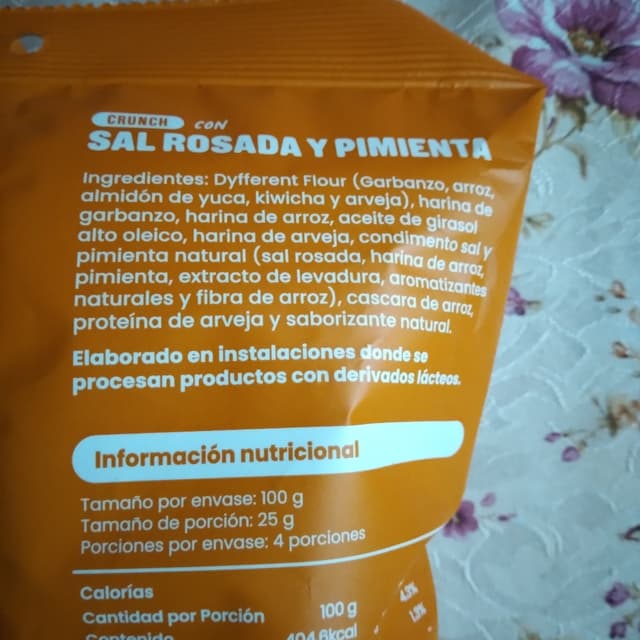 CRUNCH CON
SAL ROSADA Y PIMIENTA
Ingredientes: Dyfferent Flour (Garbanzo, arroz,
almidón de yuca, kiwicha y arveja), harina de
garbanzo, harina de arroz, aceite de girasol
alto oleico, harina de arveja, condimento sal y
pimienta natural (sal rosada, harina de arroz,
pimienta, extracto de levadura, aromatizantes
naturales y fibra de arroz), cascara de arroz,
proteína de arveja y saborizante natural.
Elaborado en instalaciones donde se
procesan productos con derivados lácteos.
Información nutricional
Tamaño por envase: 100 g
Tamaño de porción: 25 g
Porciones por envase: 4 porciones
Calorías
Cantidad por Porción 100 g
Contenido 404.6kcal